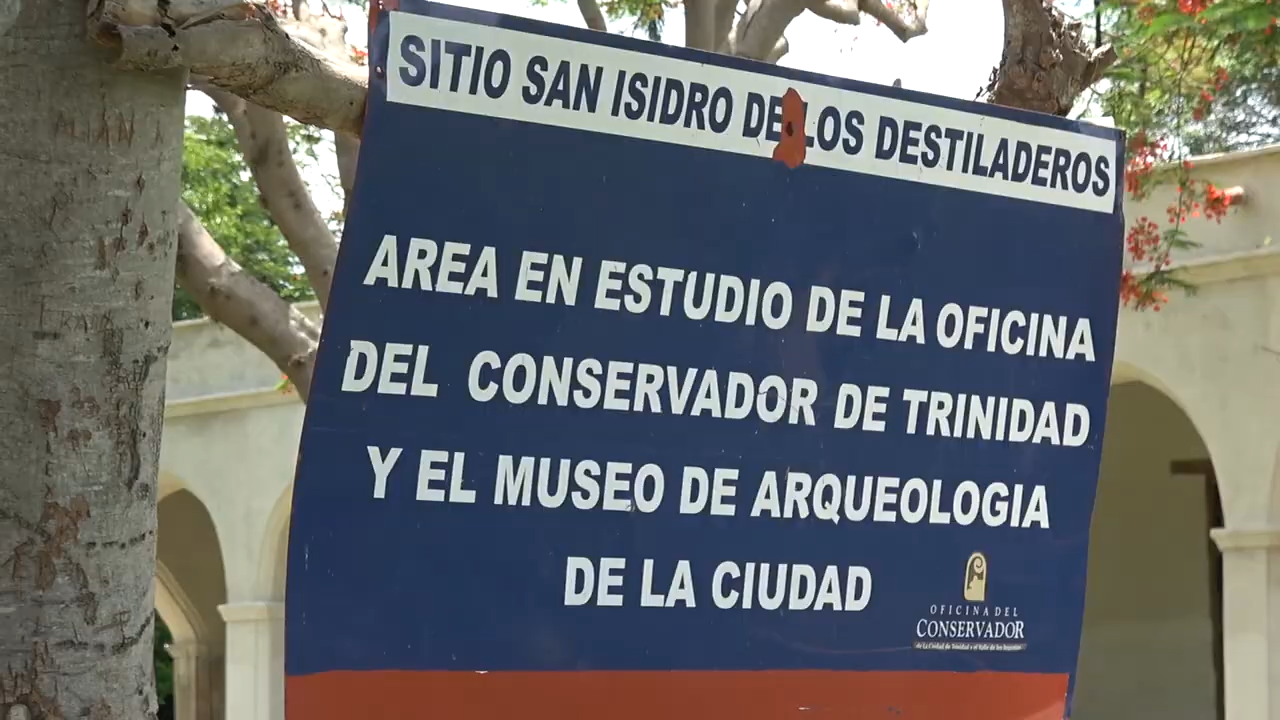 SITIO SAN ISIDRO DE LOS DESTILADEROS
AREA EN ESTUDIO DE LA OFICINA
DEL CONSERVADOR DE TRINIDAD
Y EL MUSEO DE ARQUEOLOGIA
DE LA CIUDAD
OFICINA DEL
CONSERVADOR
de La Ciudad de Trinidad y el Valle de los Ingenios